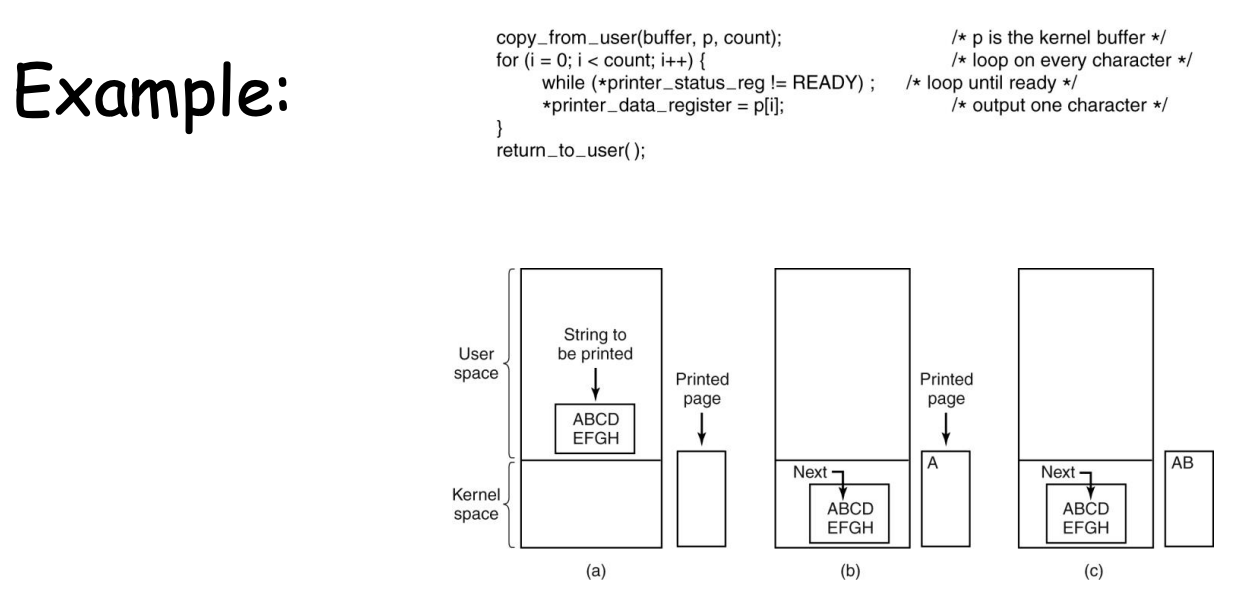 Example:
copy_from_user(buffer, p, count); /* p is the kernel buffer */
for (i = 0; i < count; i++) { /* loop on every character */
while (*printer_status_reg != READY) ; /* loop until ready */
*printer_data_register = p[i]; /* output one character */
}
return_to_user( );
User
space
String to
be printed
ABCD
EFGH
Kernel
space
Printed
page
(a)
Next
ABCD
EFGH
Printed
page
A
(b)
Next
ABCD
EFGH
AB
(c)